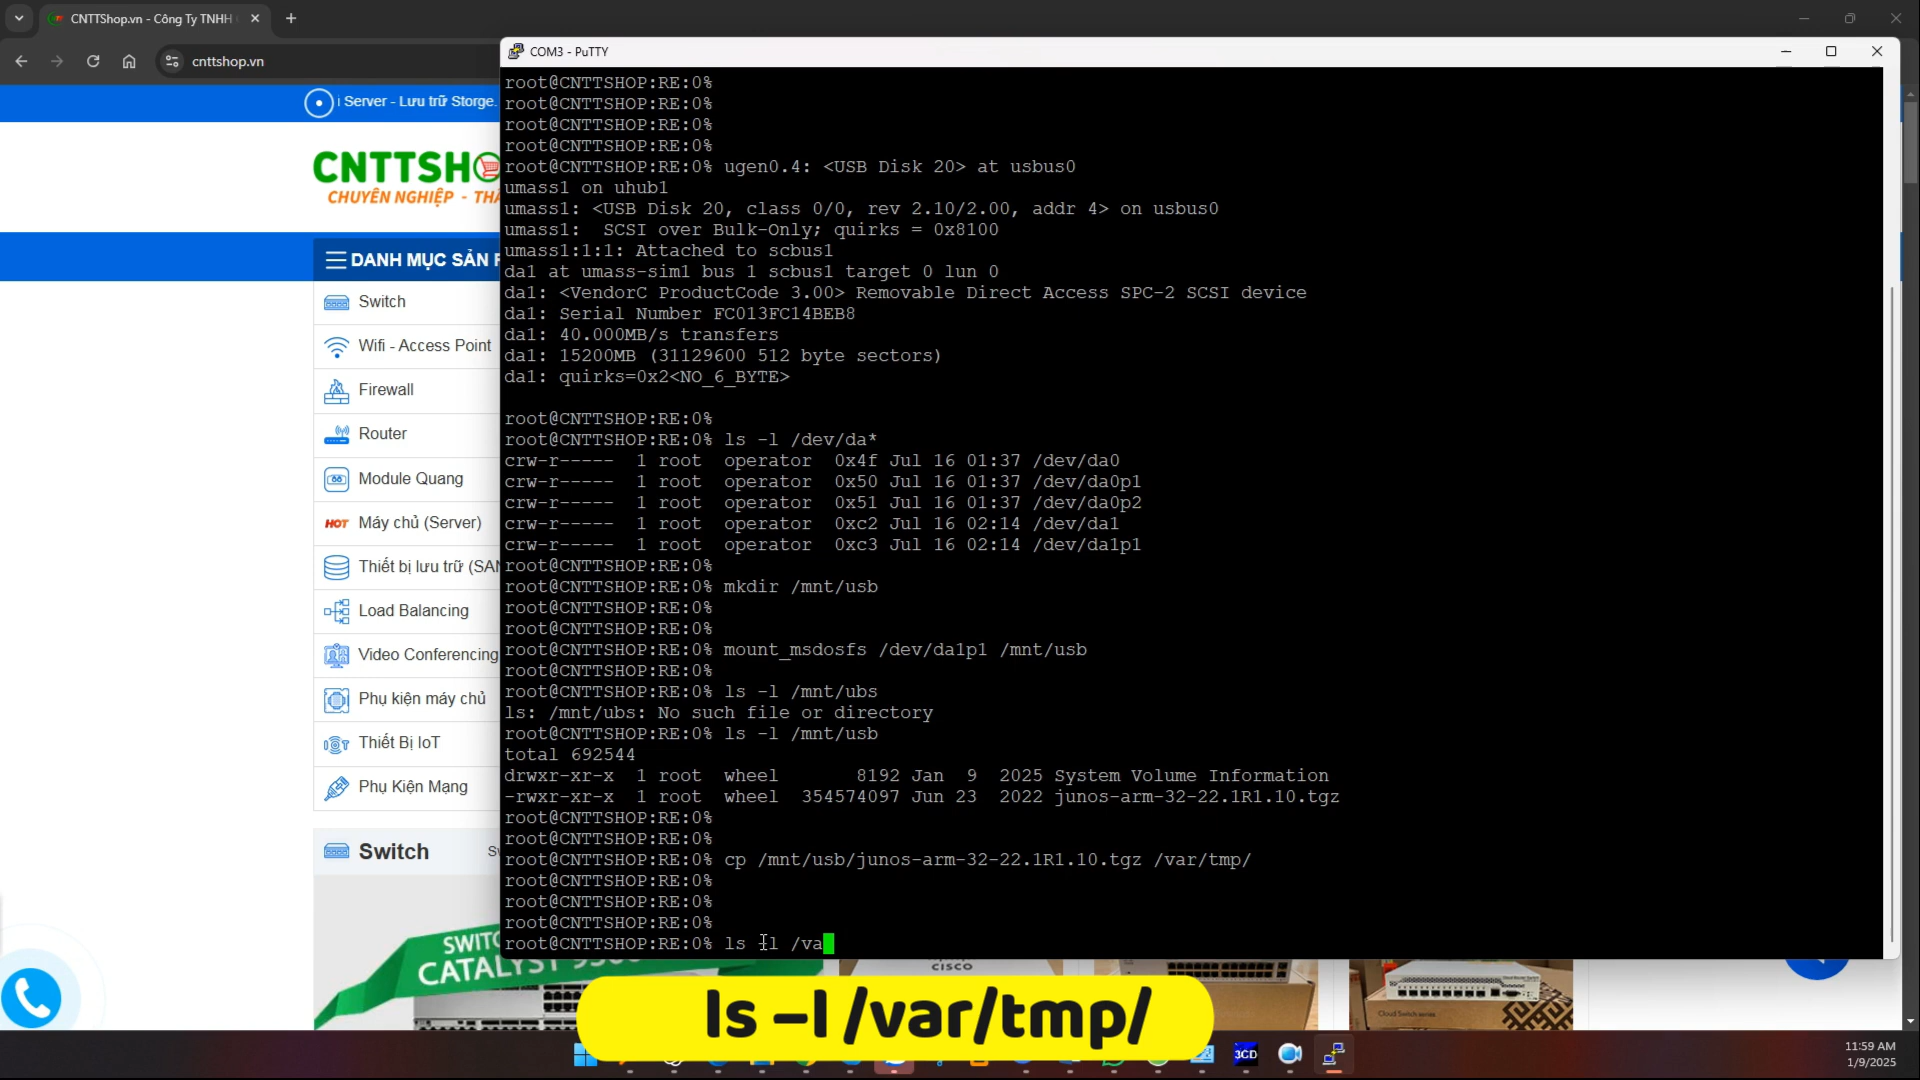 CNTTShop.vn - Công Ty TNHH
cnttshop.vn
COM3 - PuTTY
i Server - Lưu trữ Storge.
CNTTSHO
CHUYÊN NGHIỆP - THÂ
DANH MỤC SẢN P
Switch
Wifi - Access Point
Firewall
Router
Module Quang
HOT Máy chủ (Server)
Thiết bị lưu trữ (SAN
Load Balancing
Video Conferencing
Phụ kiện máy chủ
Thiết Bị IoT
Phụ Kiện Mạng
Switch
root@CNTTSHOP:RE:0%
root@CNTTSHOP:RE:0%
root@CNTTSHOP:RE:0%
root@CNTTSHOP:RE:0%
root@CNTTSHOP:RE:0% ugen0.4: <USB Disk 20> at usbus0
umass1 on uhub1
umass1: <USB Disk 20, class 0/0, rev 2.10/2.00, addr 4> on usbus0
umass1:  SCSI over Bulk-Only; quirks = 0x8100
umass1:1:1: Attached to scbus1
da1 at umass-sim1 bus 1 scbus1 target 0 lun 0
da1: <VendorC ProductCode 3.00> Removable Direct Access SPC-2 SCSI device
da1: Serial Number FC013FC14BEB8
da1: 40.000MB/s transfers
da1: 15200MB (31129600 512 byte sectors)
da1: quirks=0x2<NO_6_BYTE>
root@CNTTSHOP:RE:0%
root@CNTTSHOP:RE:0% ls -l /dev/da*
crw-r-----  1 root  operator  0x4f Jul 16 01:37 /dev/da0
crw-r-----  1 root  operator  0x50 Jul 16 01:37 /dev/da0p1
crw-r-----  1 root  operator  0x51 Jul 16 01:37 /dev/da0p2
crw-r-----  1 root  operator  0xc2 Jul 16 02:14 /dev/da1
crw-r-----  1 root  operator  0xc3 Jul 16 02:14 /dev/da1p1
root@CNTTSHOP:RE:0%
root@CNTTSHOP:RE:0% mkdir /mnt/usb
root@CNTTSHOP:RE:0%
root@CNTTSHOP:RE:0%
root@CNTTSHOP:RE:0% mount_msdosfs /dev/da1p1 /mnt/usb
root@CNTTSHOP:RE:0%
root@CNTTSHOP:RE:0% ls -l /mnt/ubs
ls: /mnt/ubs: No such file or directory
root@CNTTSHOP:RE:0% ls -l /mnt/usb
total 692544
drwxr-xr-x  1 root  wheel       8192 Jan  9  2025 System Volume Information
-rwxr-xr-x  1 root  wheel  354574097 Jun 23  2022 junos-arm-32-22.1R1.10.tgz
root@CNTTSHOP:RE:0%
root@CNTTSHOP:RE:0%
root@CNTTSHOP:RE:0% cp /mnt/usb/junos-arm-32-22.1R1.10.tgz /var/tmp/
root@CNTTSHOP:RE:0%
root@CNTTSHOP:RE:0%
root@CNTTSHOP:RE:0%
root@CNTTSHOP:RE:0% ls -l /va
SWITC
CATALYST 9300
CISCO
ls –l /var/tmp/
3CD
11:59 AM
1/9/2025